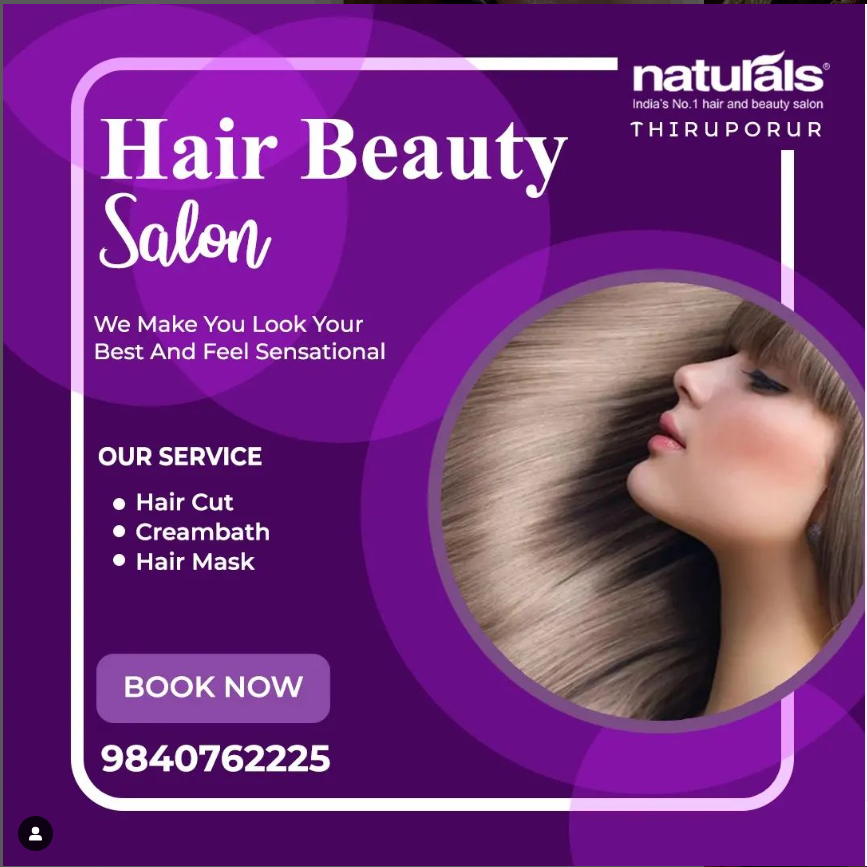 naturals®
India's No.1 hair and beauty salon
THIRUPORUR
Hair Beauty
Salon
We Make You Look Your
Best And Feel Sensational
OUR SERVICE
• Hair Cut
• Creambath
• Hair Mask
BOOK NOW
9840762225